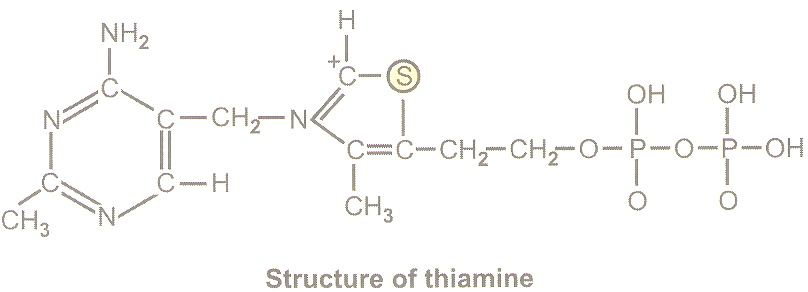 H
NH₂
+
C S
C OH OH
N C CH₂ N
C C CH₂ CH₂ O P O P OH
C C H
CH₃ O O
N
CH₃
Structure of thiamine